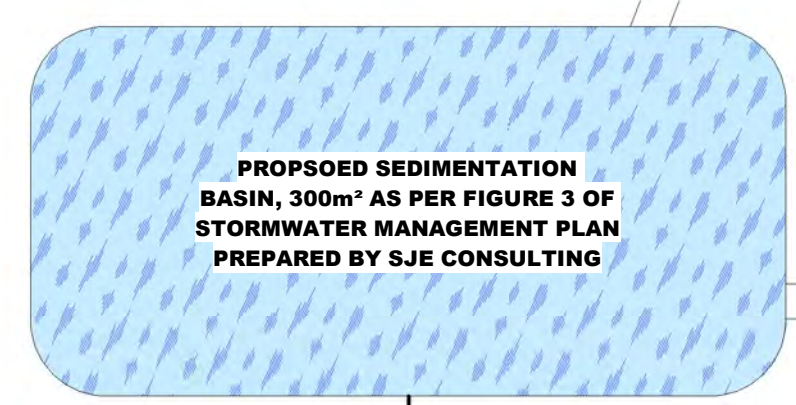 PROPSOED SEDIMENTATION
BASIN, 300m² AS PER FIGURE 3 OF
STORMWATER MANAGEMENT PLAN
PREPARED BY SJE CONSULTING